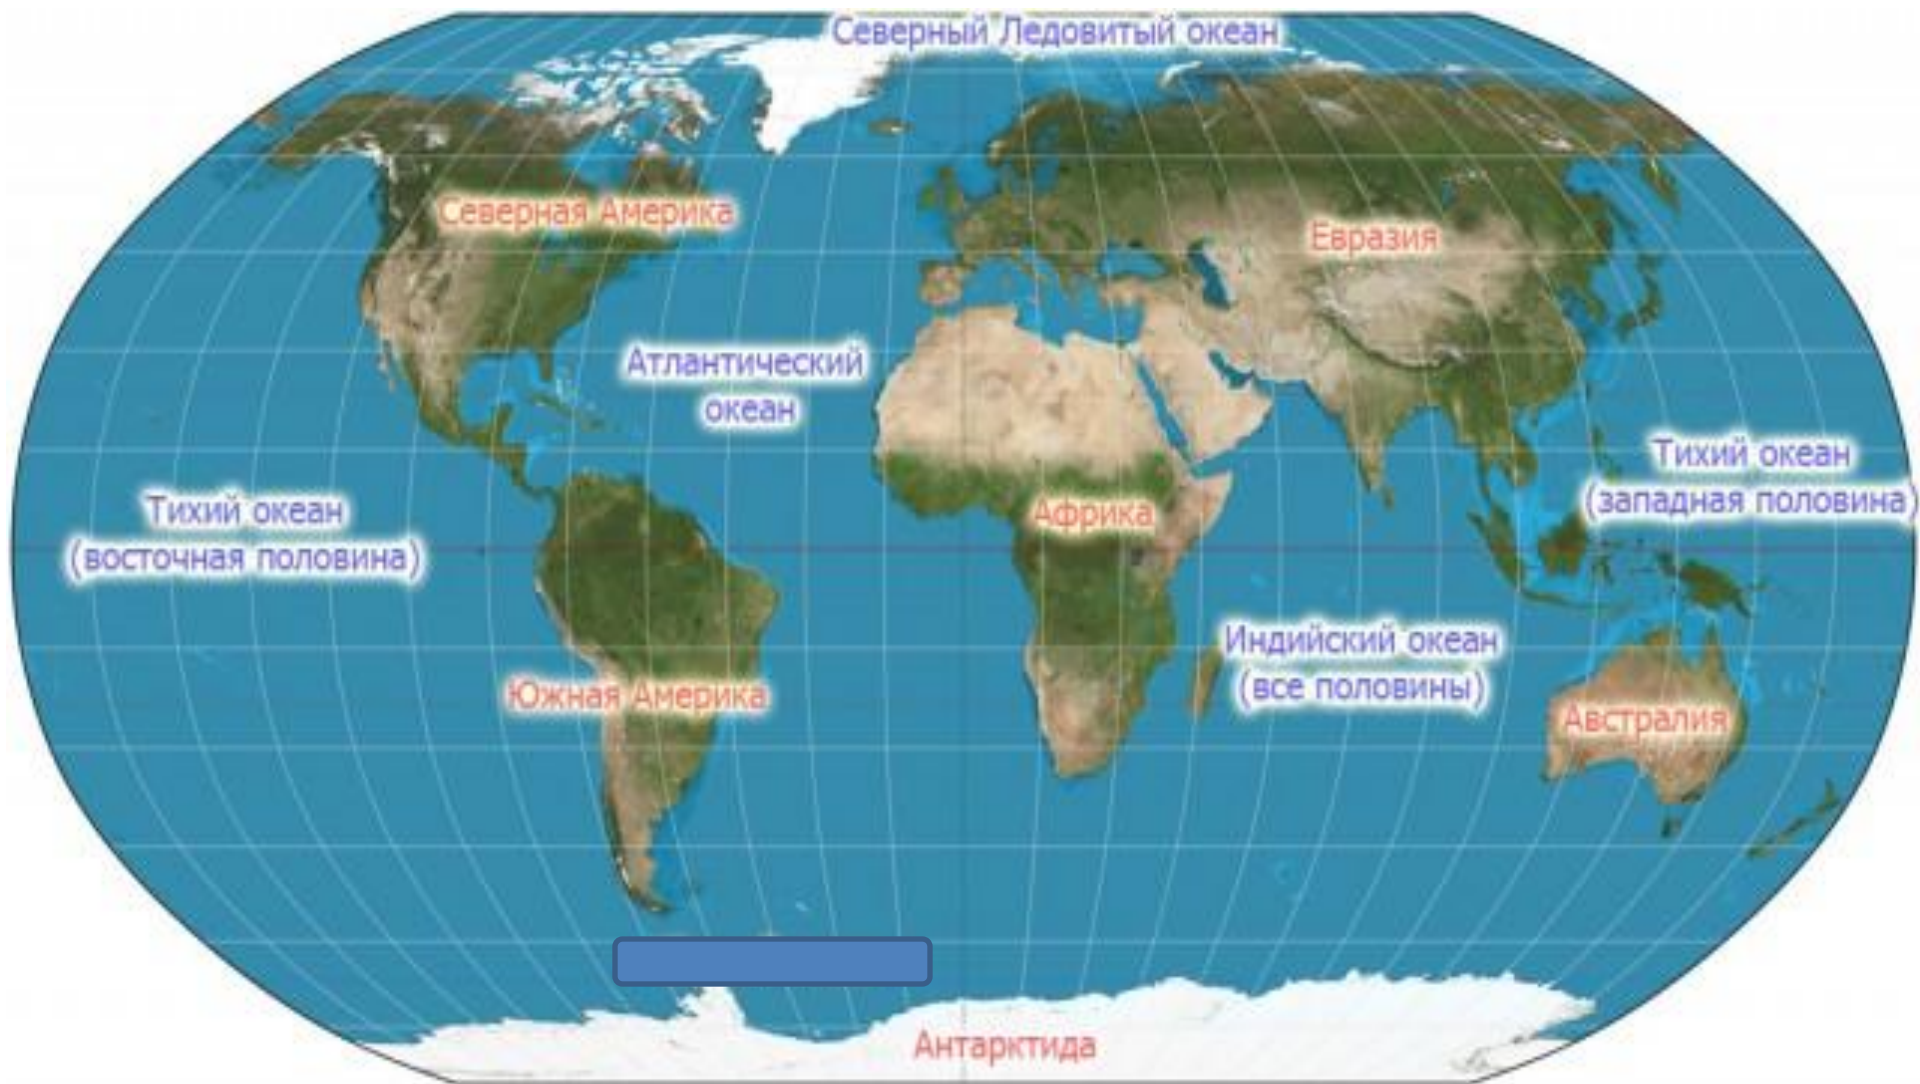 Северный Ледовитый океан
Северная Америка
Евразия
Атлантический
океан
Тихий океан
(западная половина)
Тихий океан
(восточная половина)
Африка
Индийский океан
(все половины)
Южная Америка
Австралия
Антарктида